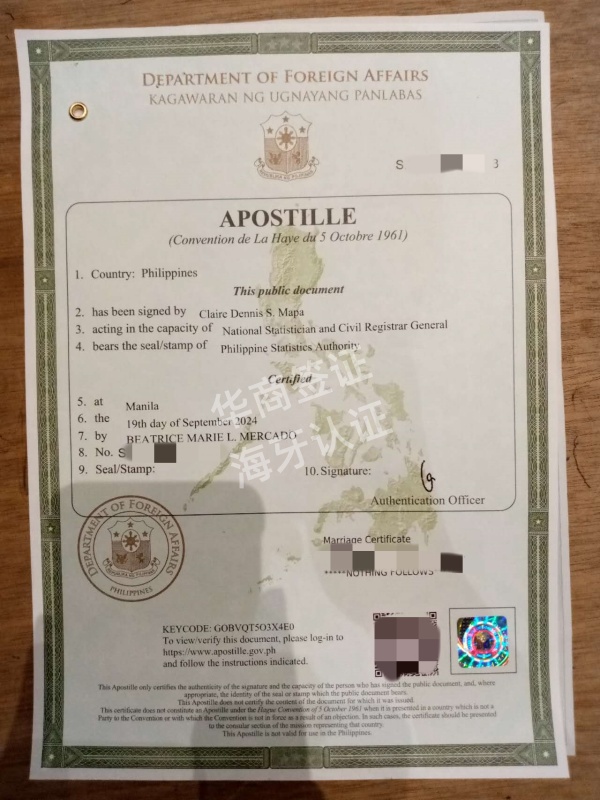 DEPARTMENT OF FOREIGN AFFAIRS
KAGAWARAN NG UGNAYANG PANLABAS
S 3
APOSTILLE
(Convention de La Haye du 5 Octobre 1961)
1. Country: Philippines
This public document
2. has been signed by Claire Dennis S. Mapa
3. acting in the capacity of National Statistician and Civil Registrar General
4. bears the seal/stamp of Philippine Statistics Authority
Certified
华商签证
海牙认证
5. at Manila
6. the 19th day of September 2024
7. by BEATRICE MARIE L. MERCADO
8. No. S
9. Seal/Stamp: 10. Signature:
Authentication Officer
DEPARTMENT OF FOREIGN AFFAIRS
PHILIPPINES
Marriage Certificate
*****NOTHING FOLLOWS
KEYCODE: GOBVQT5O3X4E0
To view/verify this document, please log-in to
https://www.apostille.gov.ph
and follow the instructions indicated.
This Apostille only certifies the authenticity of the signature and the capacity of the person who has signed the public document, and, where
appropriate, the identity of the seal or stamp which the public document bears.
This Apostille does not certify the content of the document for which it was issued.
This certificate does not constitute an Apostille under the Hague Convention of 5 October 1961 when it is presented in a country which is not a
Party to the Convention or with which the Convention is not in force as a result of an objection. In such cases, the certificate should be presented
to the consular section of the mission representing that country.
This Apostille is not valid for use in the Philippines.